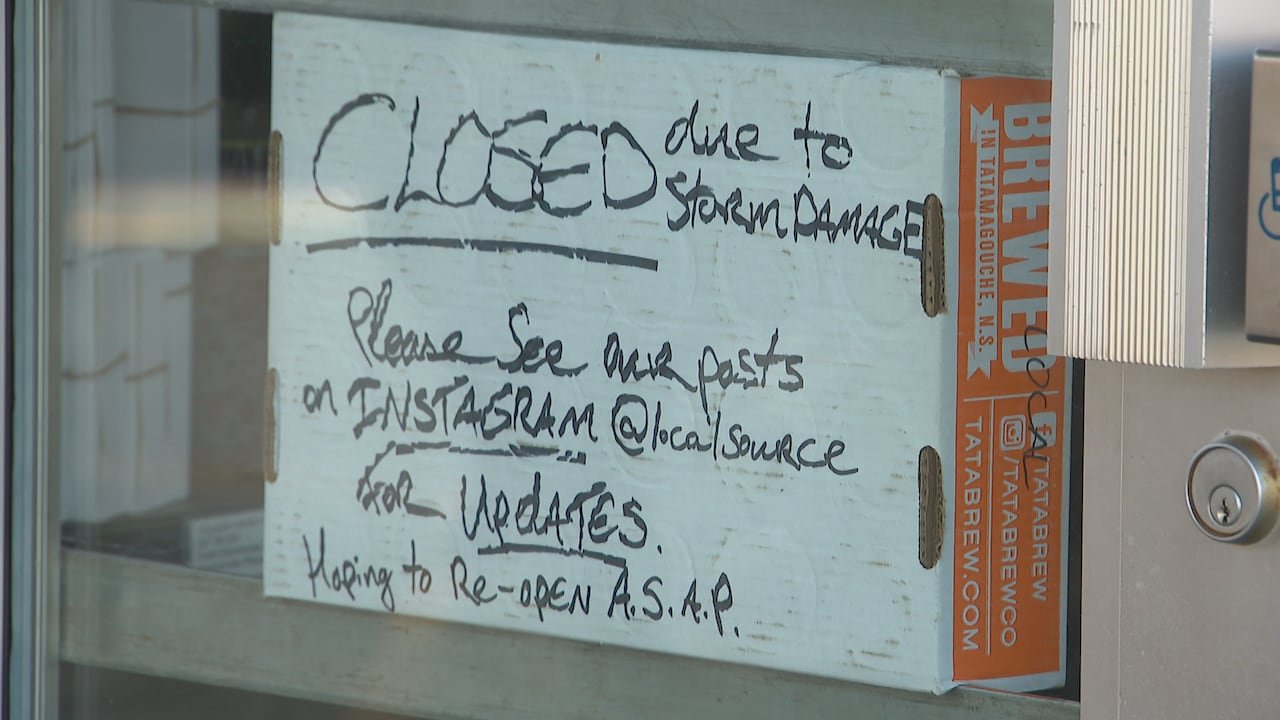 CLOSED due to
STORM DAMAGE
Please See our posts
on INSTAGRAM @localsource
FOR UPDATES.
Hoping to Re-OPEN A.S.A.P.
BREWED
IN TATAMAGOUCHE, N.S.
LOCAL
/TATABREW
/TATABREWCO
TATABREW.COM